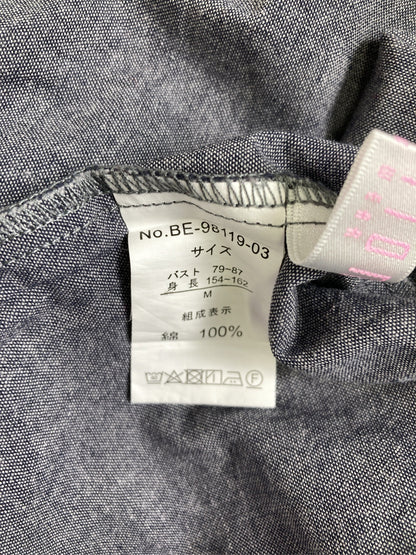 No.BE-98119-03
サイズ
バスト 79-87
身長 154-162
M
組成表示
綿 100%